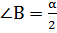 ∠B = α/2